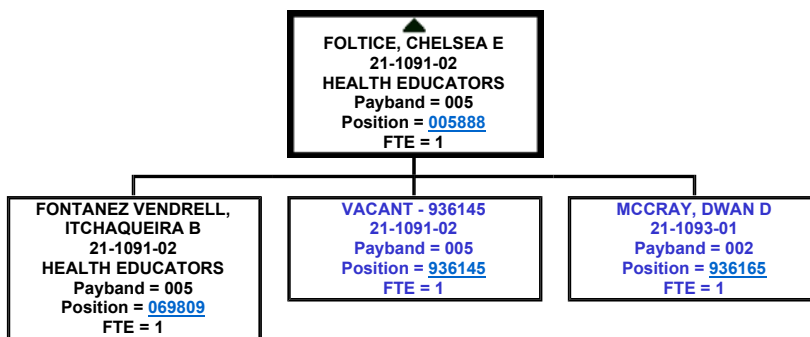 FOLTICE, CHELSEA E
21-1091-02
HEALTH EDUCATORS
Payband = 005
Position = 005888
FTE = 1
FONTANEZ VENDRELL,
ITCHAQUEIRA B
21-1091-02
HEALTH EDUCATORS
Payband = 005
Position = 069809
FTE = 1
VACANT - 936145
21-1091-02
Payband = 005
Position = 936145
FTE = 1
MCCRAY, DWAN D
21-1093-01
Payband = 002
Position = 936165
FTE = 1